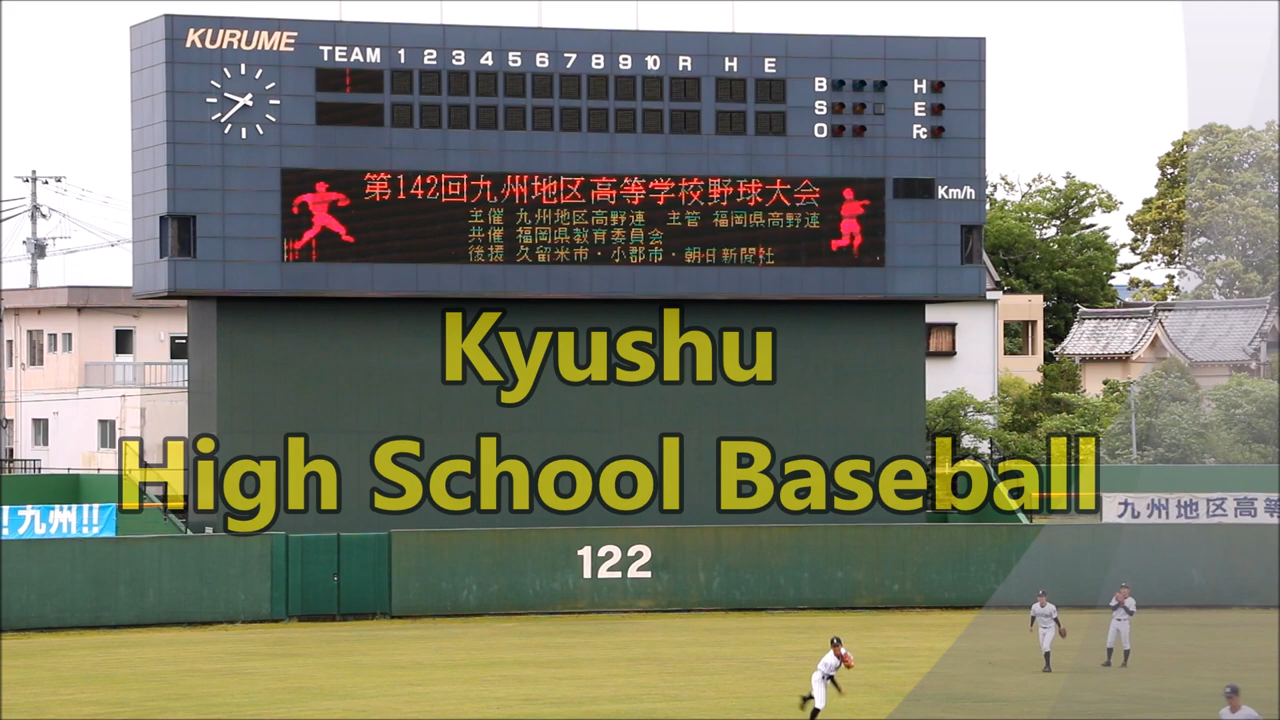 KURUME
TEAM 1 2 3 4 5 6 7 8 9 10 R H E
B H
S E
O Fc
第142回九州地区高等学校野球大会
主催 九州地区高野連 主管 福岡県高野連
共催 福岡県教育委員会
後援 久留米市・小郡市・朝日新聞社
Km/h
Kyushu
High School Baseball
!九州!!
九州地区高等
122